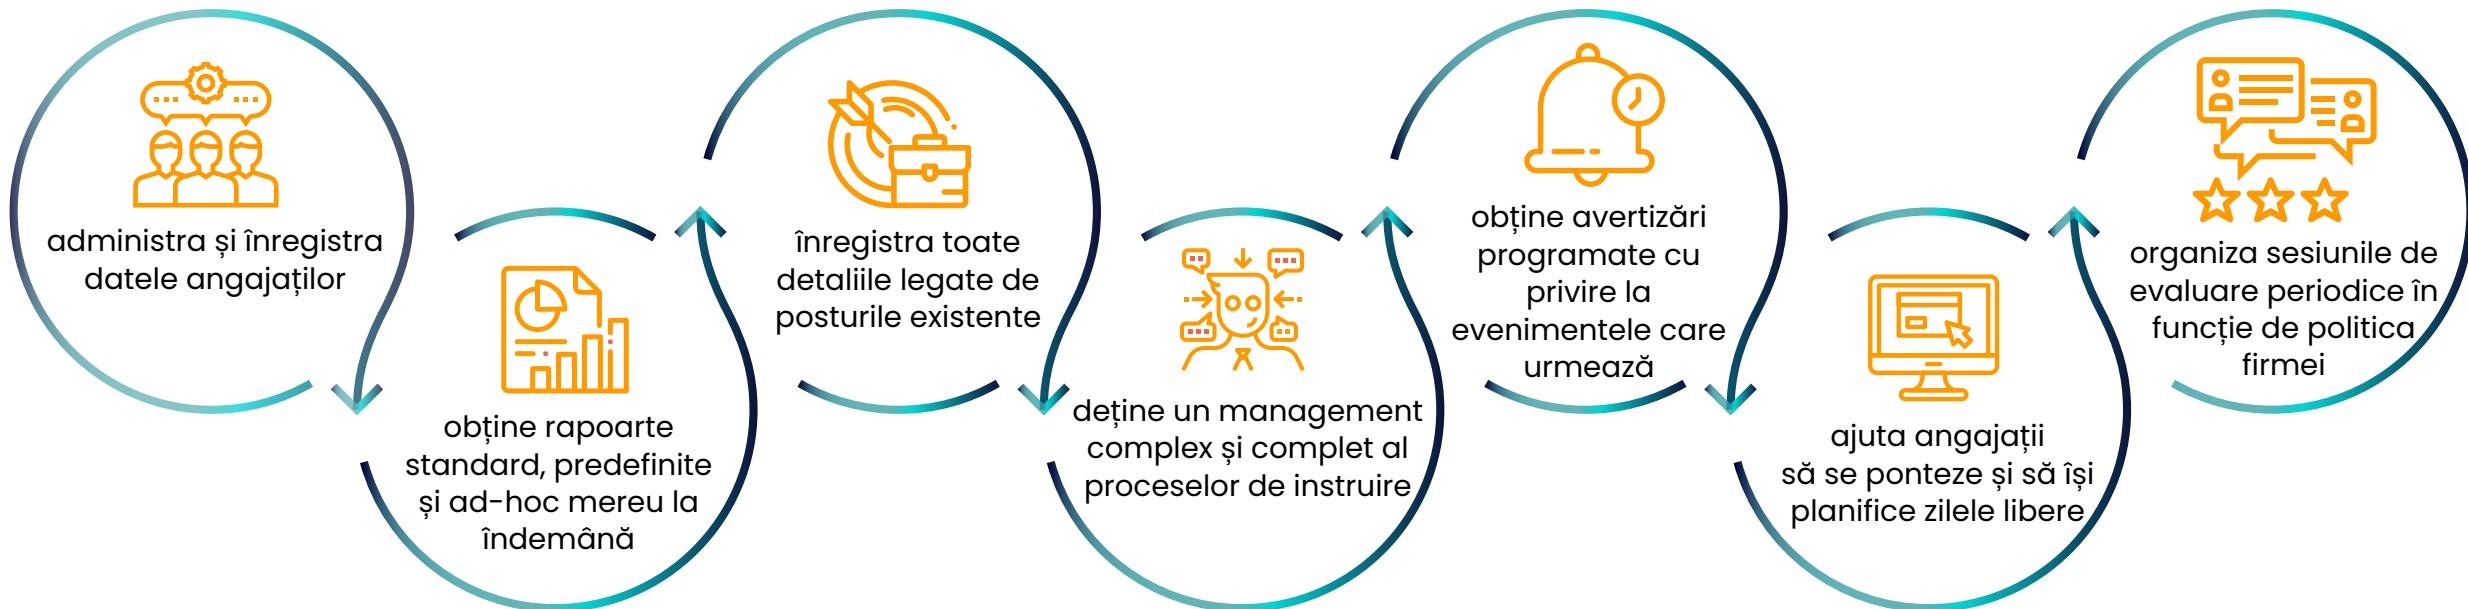 administra și înregistra
datele angajaților
obține rapoarte
standard, predefinite
și ad-hoc mereu la
îndemână
înregistra toate
detaliile legate de
posturile existente
deține un management
complex și complet al
proceselor de instruire
obține avertizări
programate cu
privire la
evenimentele care
urmează
ajuta angajații
să se ponteze și să își
planifice zilele libere
organiza sesiunile de
evaluare periodice în
funcție de politica
firmei